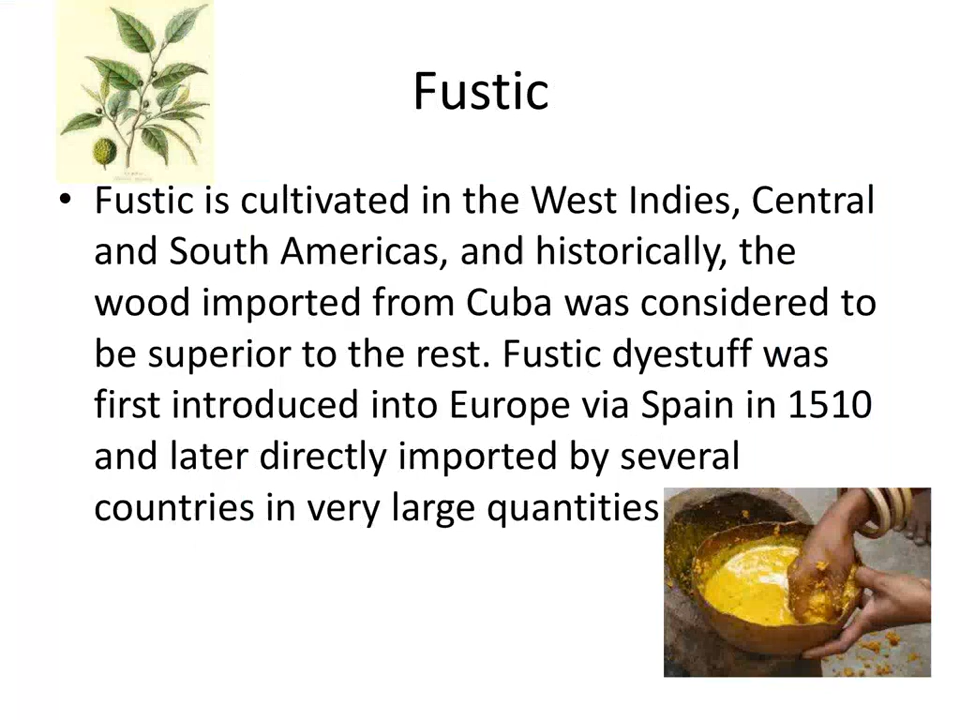 Fustic
• Fustic is cultivated in the West Indies, Central
and South Americas, and historically, the
wood imported from Cuba was considered to
be superior to the rest. Fustic dyestuff was
first introduced into Europe via Spain in 1510
and later directly imported by several
countries in very large quantities